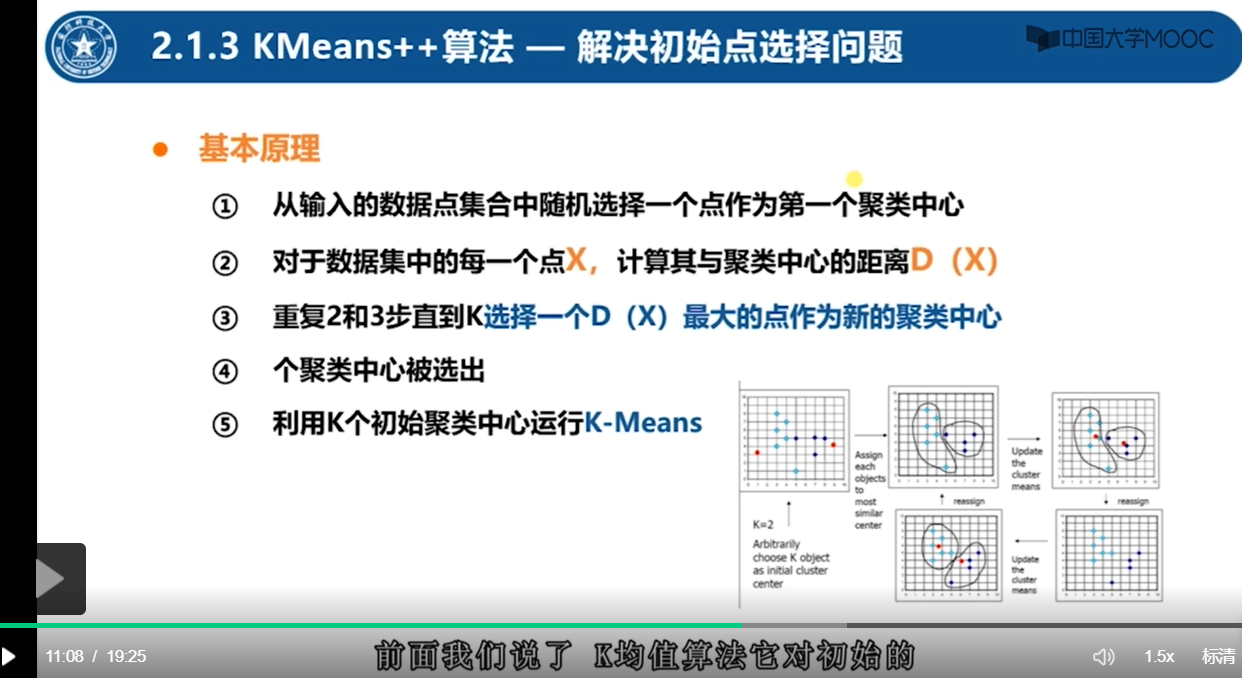 2.1.3 KMeans++算法 — 解决初始点选择问题
中国大学MOOC
● 基本原理
① 从输入的数据点集合中随机选择一个点作为第一个聚类中心
② 对于数据集中的每一个点X，计算其与聚类中心的距离D（X）
③ 重复2和3步直到K选择一个D（X）最大的点作为新的聚类中心
④ 个聚类中心被选出
⑤ 利用K个初始聚类中心运行K-Means
K=2
Arbitrarily
choose K object
as initial cluster
center
Assign
each
objects
to
most
similar
center
Update
the
cluster
means
reassign
reassign
Update
the
cluster
means
前面我们说了 K均值算法它对初始的
11:08 / 19:25
1.5x
标清